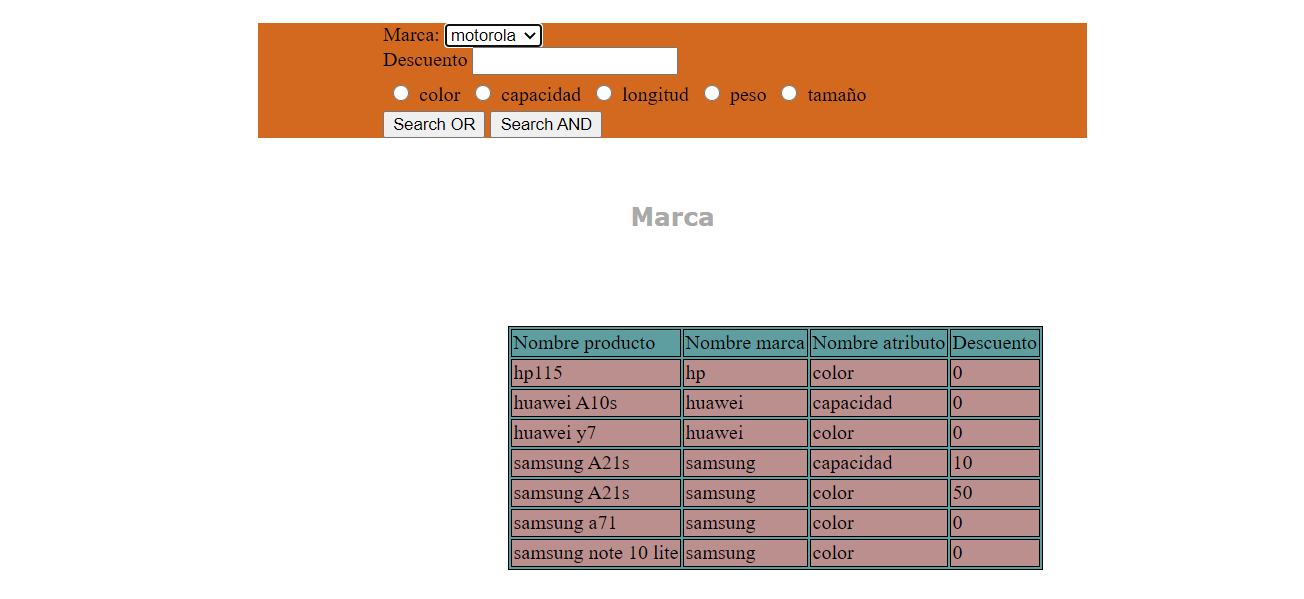 Marca: motorola
Descuento
color capacidad longitud peso tamaño
Search OR Search AND
Marca
Nombre producto Nombre marca Nombre atributo Descuento
hp115 hp color 0
huawei A10s huawei capacidad 0
huawei y7 huawei color 0
samsung A21s samsung capacidad 10
samsung A21s samsung color 50
samsung a71 samsung color 0
samsung note 10 lite samsung color 0